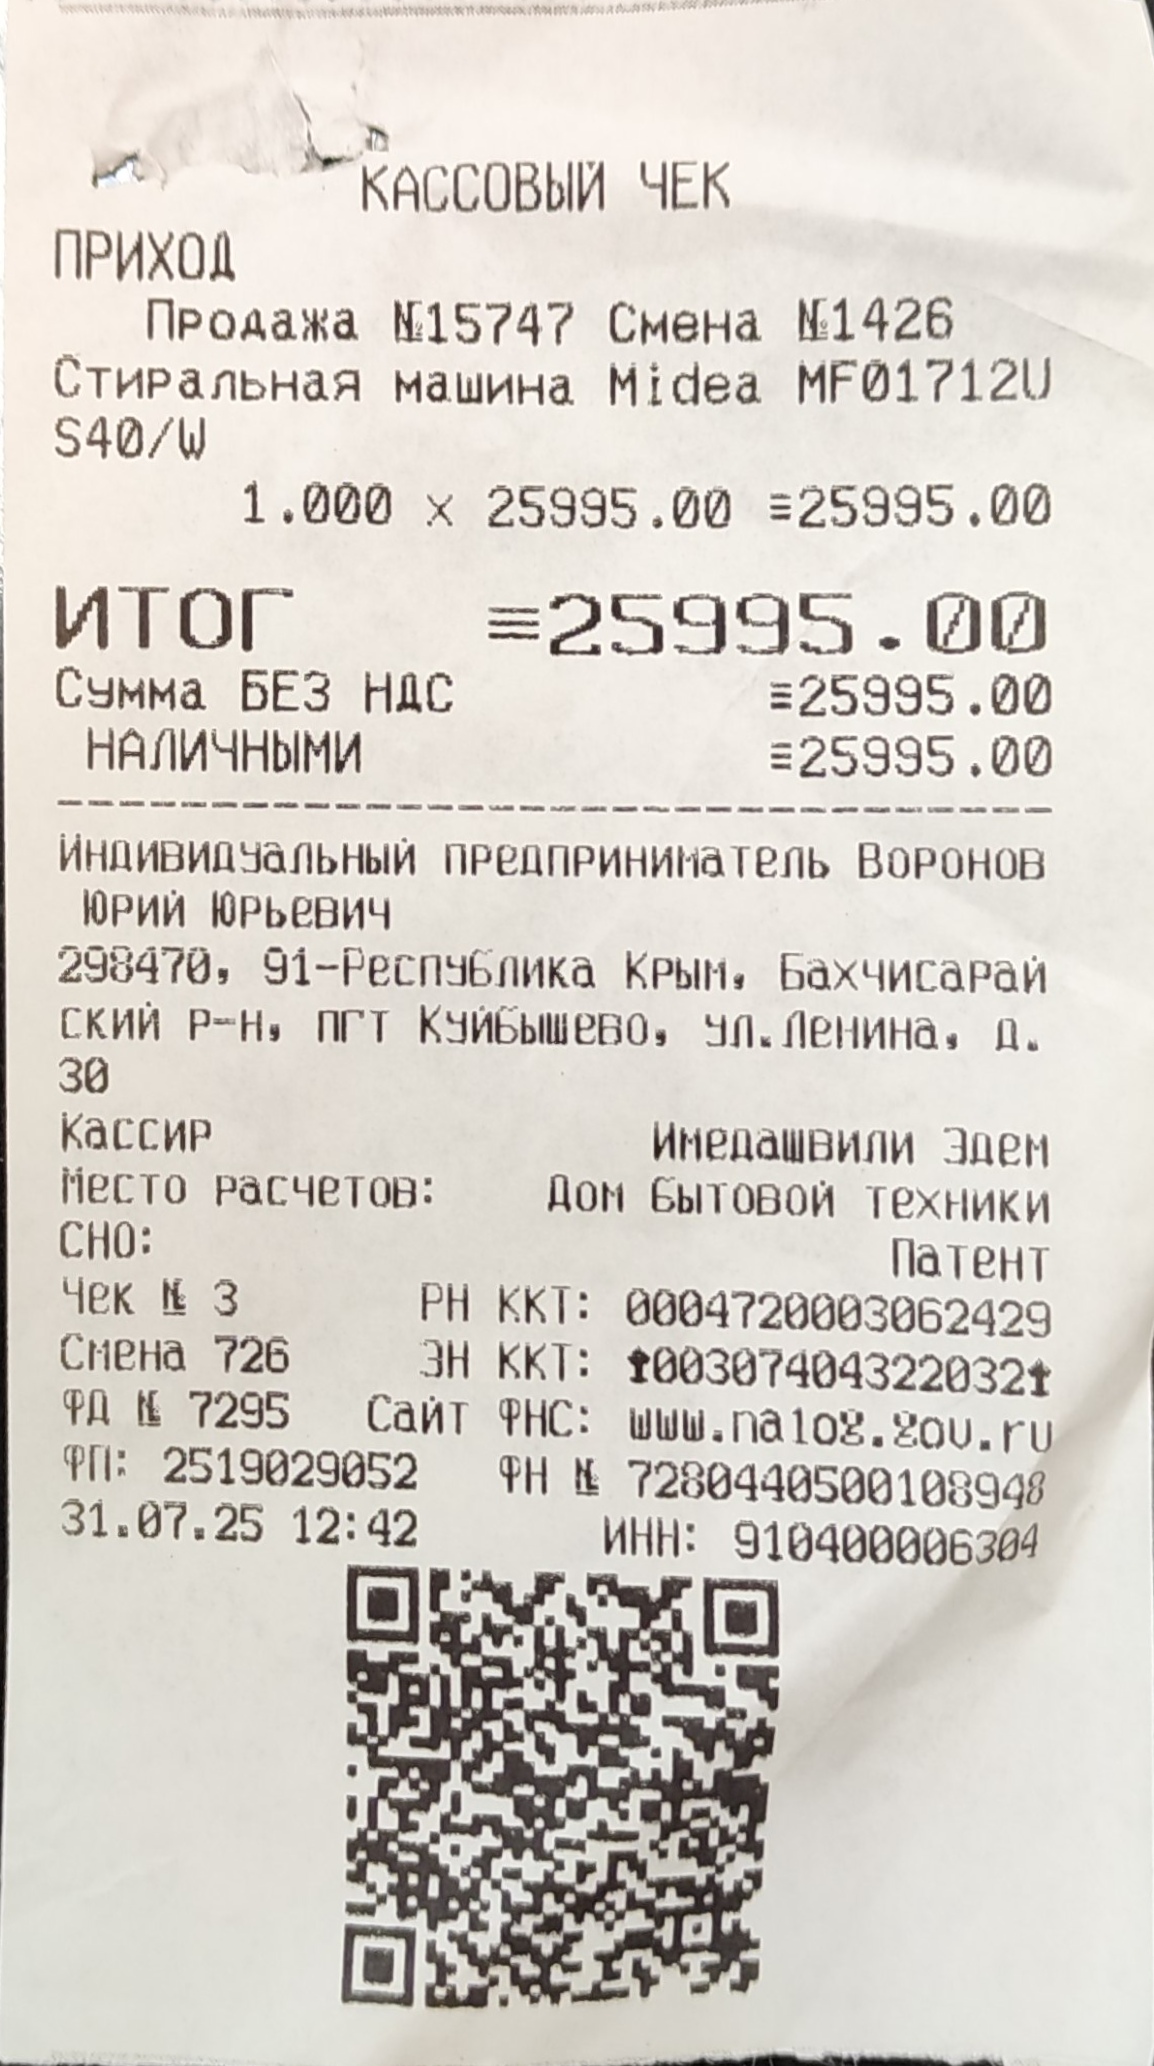 КАССОВЫЙ ЧЕК
ПРИХОД
Продажа №15747 Смена №1426
Стиральная машина Midea MF01712U
S40/W
1.000 x 25995.00 ≡25995.00
ИТОГ ≡25995.00
Сумма БЕЗ НДС ≡25995.00
НАЛИЧНЫМИ ≡25995.00
Индивидуальный предприниматель Воронов
Юрий Юрьевич
298470, 91-Республика Крым, Бахчисарай
ский р-н, пгт Куйбышево, ул.Ленина, д.
30
Кассир Имедашвили Эдем
Место расчетов: Дом бытовой техники
СНО: Патент
Чек № 3 РН ККТ: 0004720003062429
Смена 726 ЗН ККТ: 00307404322032
ФД № 7295 Сайт ФНС: www.nalog.gov.ru
ФП: 2519029052 ФН № 7280440500108948
31.07.25 12:42 ИНН: 910400006304